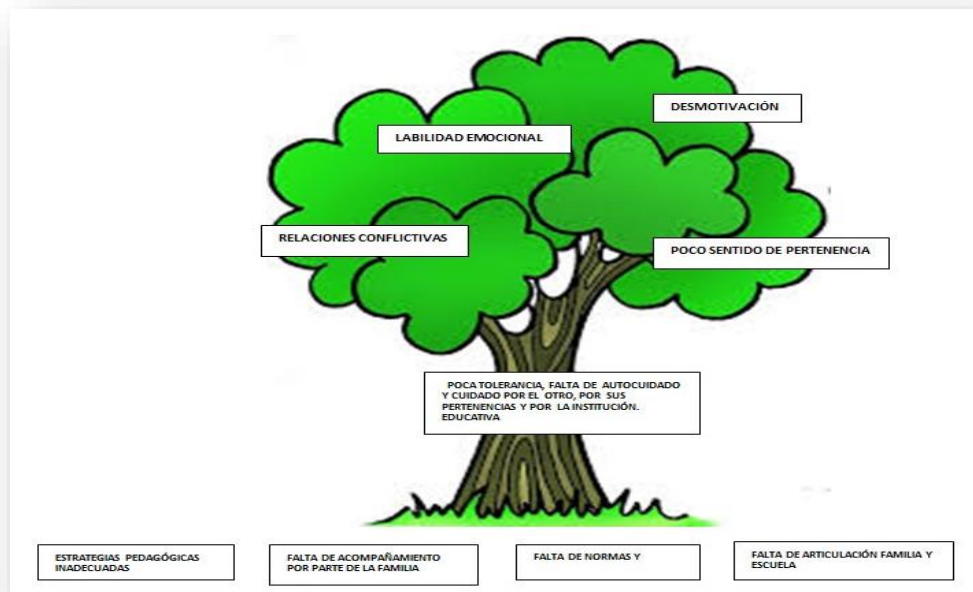 DESMOTIVACIÓN
LABILIDAD EMOCIONAL
RELACIONES CONFLICTIVAS
POCO SENTIDO DE PERTENENCIA
POCA TOLERANCIA, FALTA DE AUTOCUIDADO
Y CUIDADO POR EL OTRO, POR SUS
PERTENENCIAS Y POR LA INSTITUCIÓN.
EDUCATIVA
ESTRATEGIAS PEDAGÓGICAS
INADECUADAS
FALTA DE ACOMPAÑAMIENTO
POR PARTE DE LA FAMILIA
FALTA DE NORMAS Y
FALTA DE ARTICULACIÓN FAMILIA Y
ESCUELA